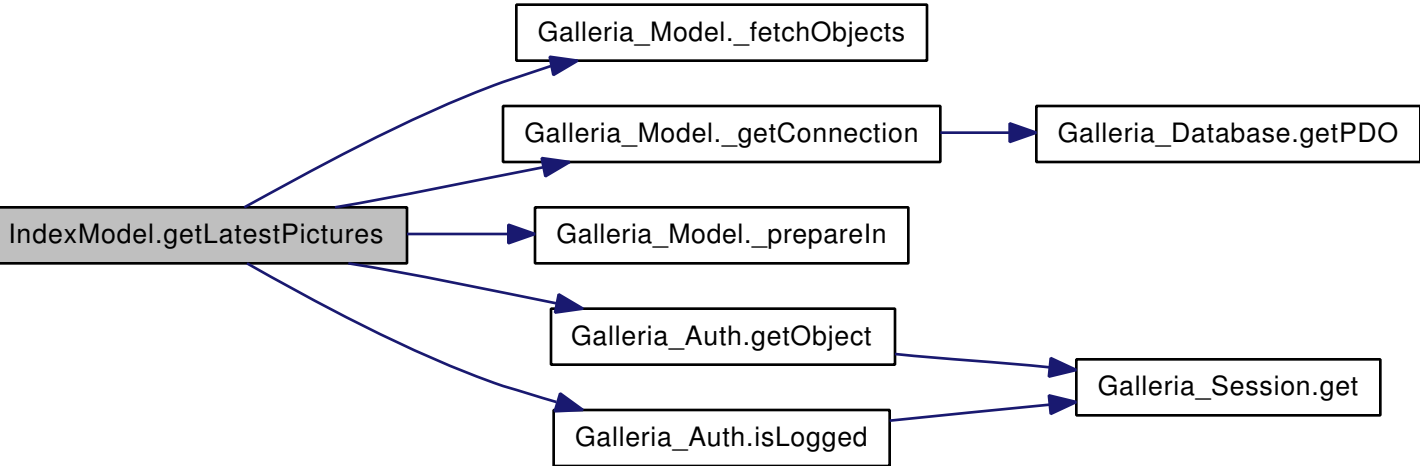 Galleria_Model._fetchObjects
Galleria_Model._getConnection
Galleria_Database.getPDO
IndexModel.getLatestPictures
Galleria_Model._prepareIn
Galleria_Auth.getObject
Galleria_Session.get
Galleria_Auth.isLogged